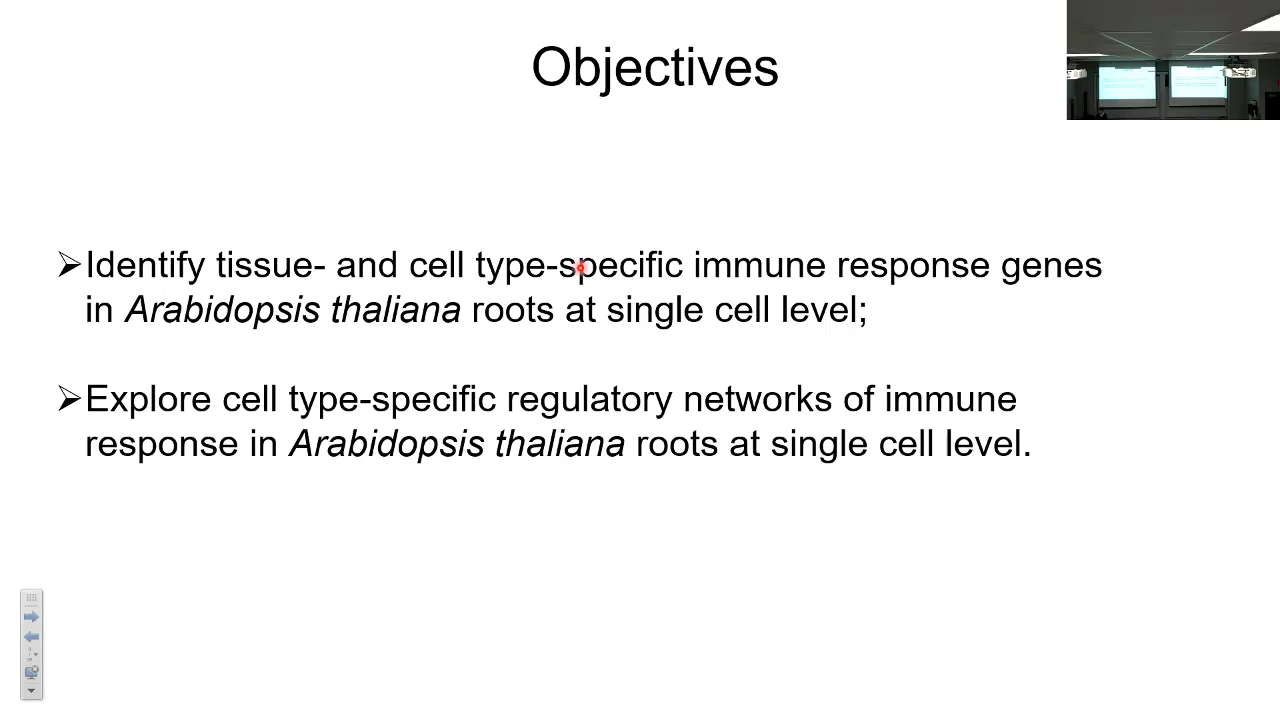 Objectives
➢Identify tissue- and cell type-specific immune response genes
in Arabidopsis thaliana roots at single cell level;
➢Explore cell type-specific regulatory networks of immune
response in Arabidopsis thaliana roots at single cell level.